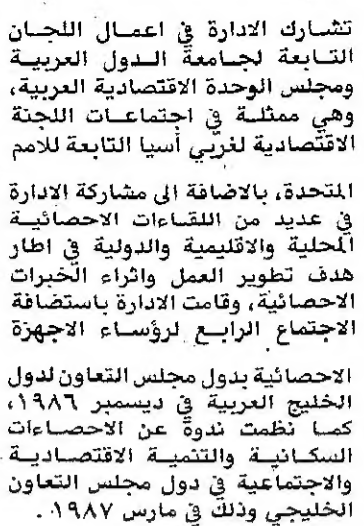 تشارك الادارة في اعمال اللجان
التابعة لجامعة الدول العربية
ومجلس الوحدة الاقتصادية العربية،
وهي ممثلة في اجتماعات اللجنة
الاقتصادية لغربي أسيا التابعة للامم
المتحدة، بالاضافة الى مشاركة الادارة
في عديد من اللقاءات الاحصائية
المحلية والاقليمية والدولية في اطار
هدف تطوير العمل واثراء الخبرات
الاحصائية، وقامت الادارة باستضافة
الاجتماع الرابع لرؤساء الاجهزة
الاحصائية بدول مجلس التعاون لدول
الخليج العربية في ديسمبر ١٩٨٦،
كما نظمت ندوة عن الاحصاءات
السكانية والتنمية الاقتصادية
والاجتماعية في دول مجلس التعاون
الخليجي وذلك في مارس ١٩٨٧.